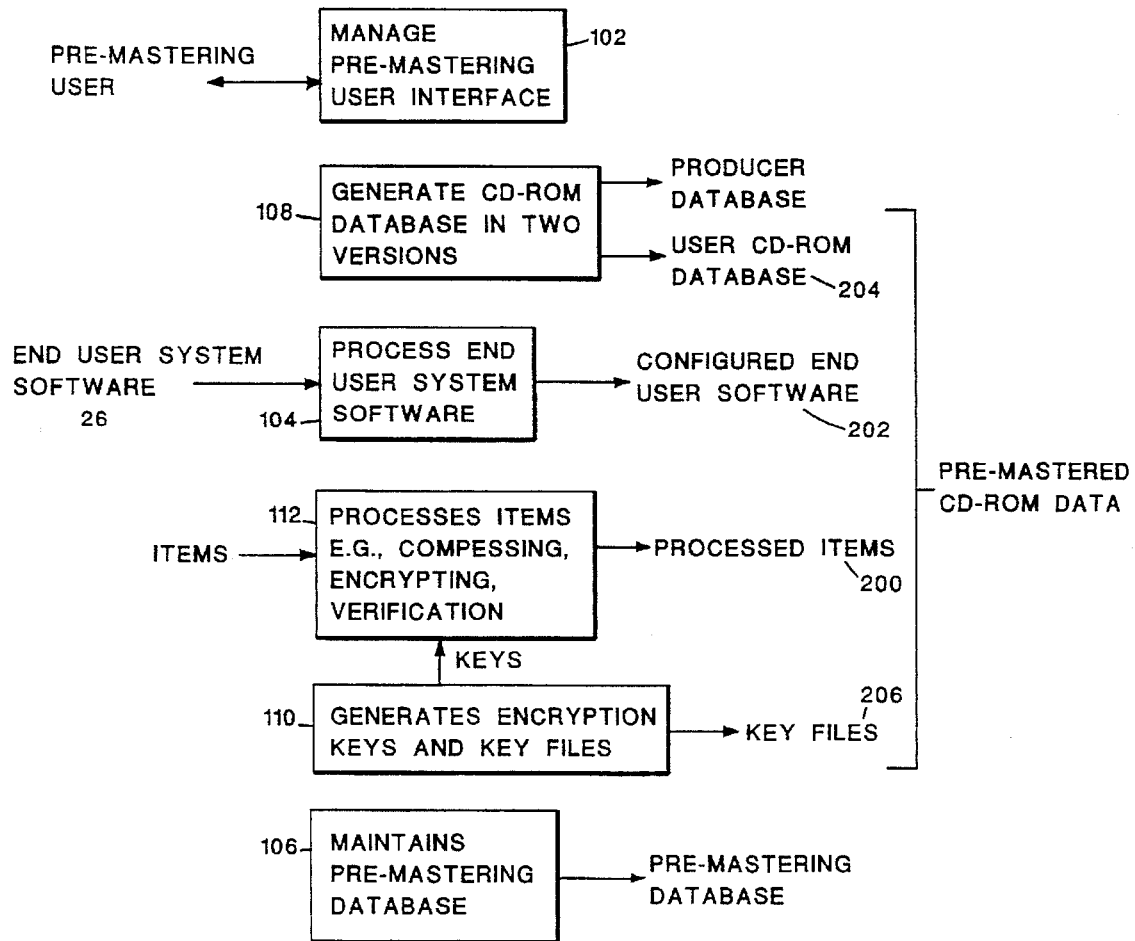 MANAGE
PRE-MASTERING
USER INTERFACE
102
PRE-MASTERING
USER
GENERATE CD-ROM
DATABASE IN TWO
VERSIONS
108
PRODUCER
DATABASE
USER CD-ROM
DATABASE
204
END USER SYSTEM
SOFTWARE
26
PROCESS END
USER SYSTEM
SOFTWARE
104
CONFIGURED END
USER SOFTWARE
202
PRE-MASTERED
CD-ROM DATA
112
ITEMS
PROCESSES ITEMS
E.G., COMPESSING,
ENCRYPTING,
VERIFICATION
PROCESSED ITEMS
200
KEYS
110
GENERATES ENCRYPTION
KEYS AND KEY FILES
206
KEY FILES
106
MAINTAINS
PRE-MASTERING
DATABASE
PRE-MASTERING
DATABASE